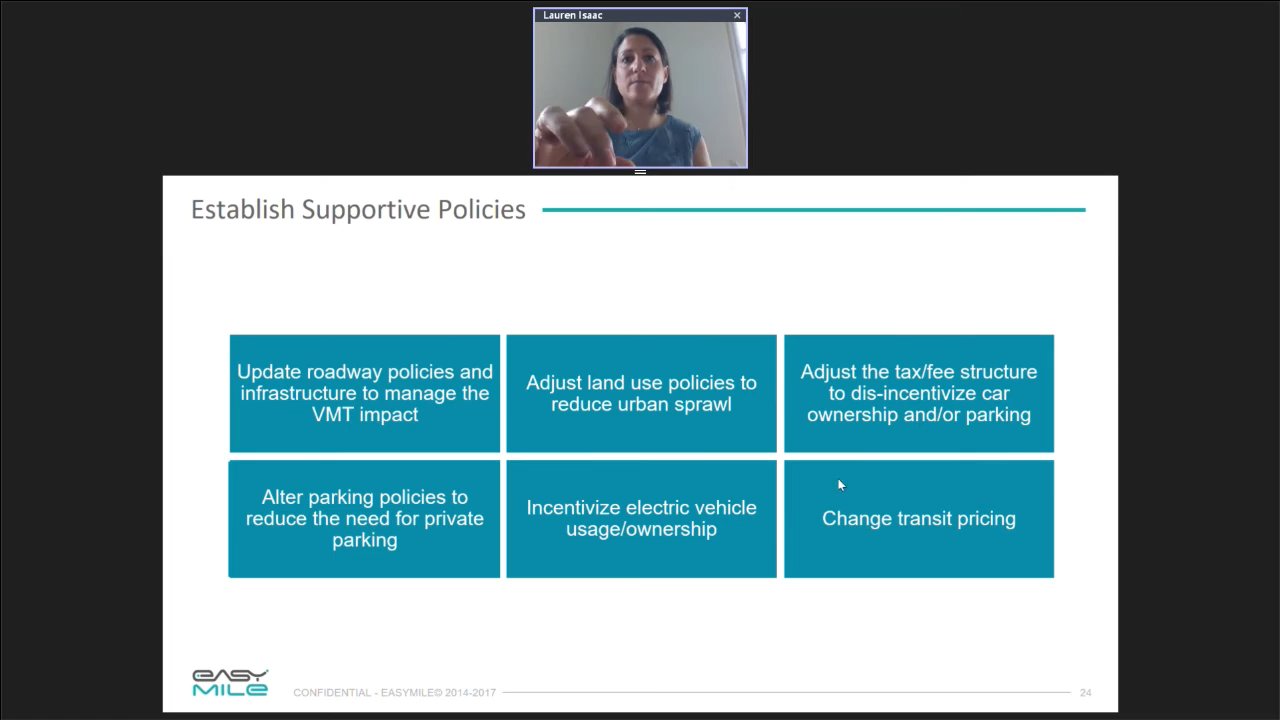 Lauren Isaac
Establish Supportive Policies
Update roadway policies and
infrastructure to manage the
VMT impact
Adjust land use policies to
reduce urban sprawl
Adjust the tax/fee structure
to dis-incentivize car
ownership and/or parking
Alter parking policies to
reduce the need for private
parking
Incentivize electric vehicle
usage/ownership
Change transit pricing
EASY
MILE
CONFIDENTIAL - EASYMILE© 2014-2017
24